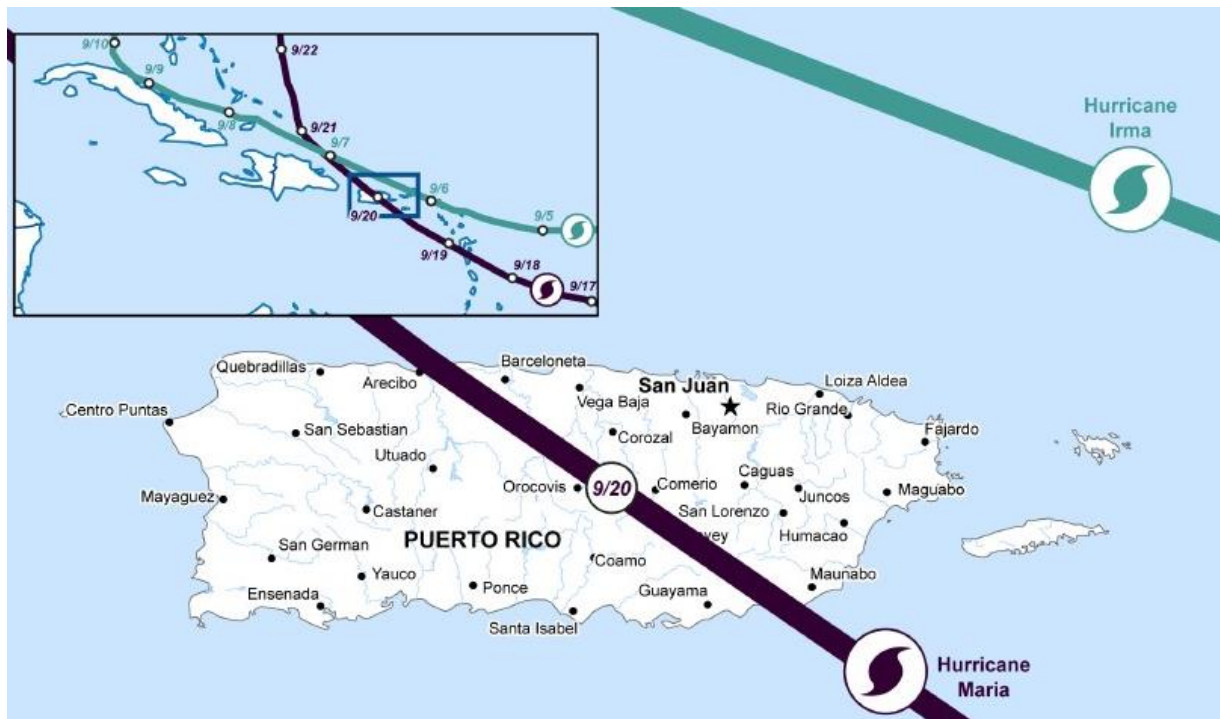 9/10
9/9
9/8
9/22
9/21
9/7
9/6
9/20
9/5
9/19
9/18
9/17
Hurricane
Irma
Quebradillas
Arecibo
Barceloneta
San Juan
Loiza Aldea
Vega Baja
Rio Grande
Centro Puntas
San Sebastian
Corozal
Bayamon
Fajardo
Utuado
Mayaguez
Orocovis
9/20
Comerio
Caguas
Juncos
Maguabo
Castaner
San Lorenzo
Humacao
PUERTO RICO
vey
San German
Coamo
Yauco
Ponce
Maunabo
Ensenada
Guayama
Santa Isabel
Hurricane
Maria